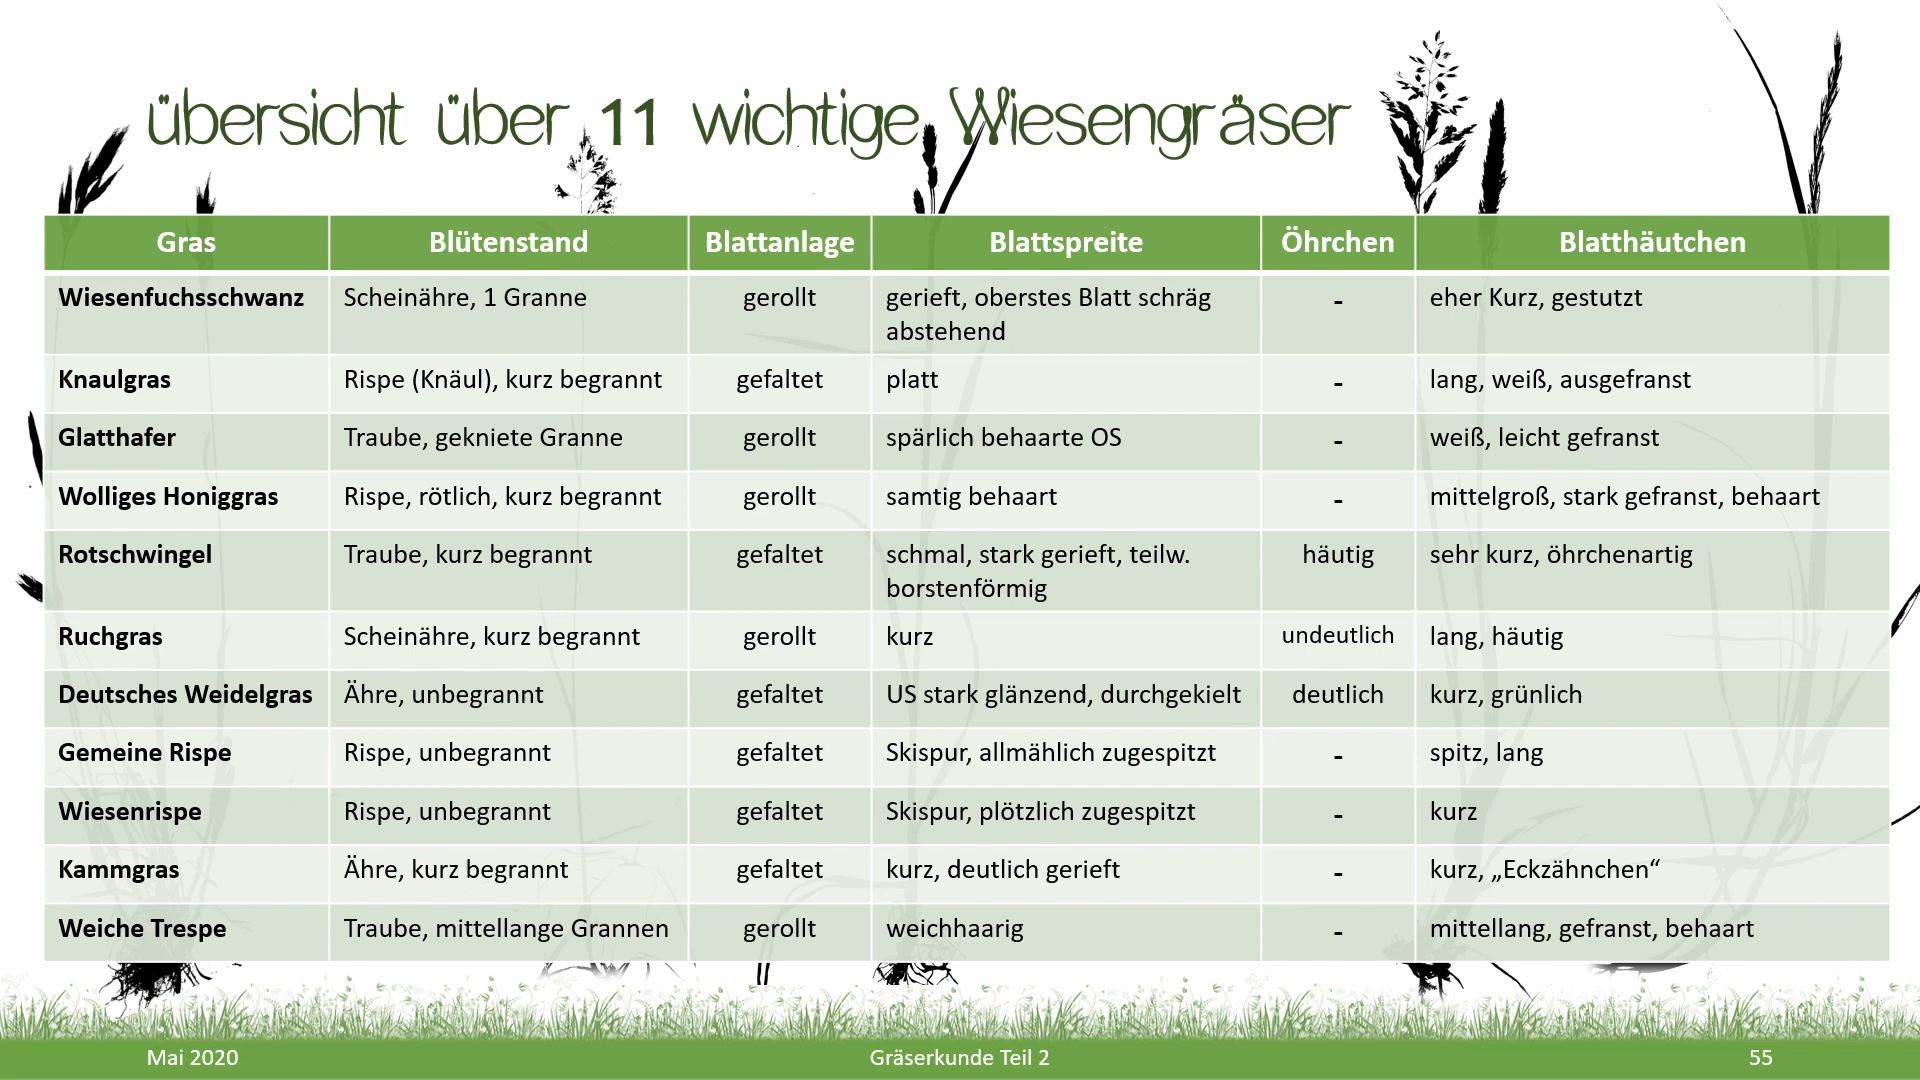 übersicht über 11 wichtige Wiesengräser
Gras Blütenstand Blattanlage Blattspreite Öhrchen Blatthäutchen
Wiesenfuchsschwanz Scheinähre, 1 Granne gerollt gerieft, oberstes Blatt schräg - eher Kurz, gestutzt
abstehend
Knaulgras Rispe (Knäul), kurz begrannt gefaltet platt - lang, weiß, ausgefranst
Glatthafer Traube, gekniete Granne gerollt spärlich behaarte OS - weiß, leicht gefranst
Wolliges Honiggras Rispe, rötlich, kurz begrannt gerollt samtig behaart - mittelgroß, stark gefranst, behaart
Rotschwingel Traube, kurz begrannt gefaltet schmal, stark gerieft, teilw. häutig sehr kurz, öhrchenartig
borstenförmig
Ruchgras Scheinähre, kurz begrannt gerollt kurz undeutlich lang, häutig
Deutsches Weidelgras Ähre, unbegrannt gefaltet US stark glänzend, durchgekielt deutlich kurz, grünlich
Gemeine Rispe Rispe, unbegrannt gefaltet Skispur, allmählich zugespitzt - spitz, lang
Wiesenrispe Rispe, unbegrannt gefaltet Skispur, plötzlich zugespitzt - kurz
Kammgras Ähre, kurz begrannt gefaltet kurz, deutlich gerieft - kurz, „Eckzähnchen“
Weiche Trespe Traube, mittellange Grannen gerollt weichhaarig - mittellang, gefranst, behaart
Mai 2020 Gräserkunde Teil 2 55